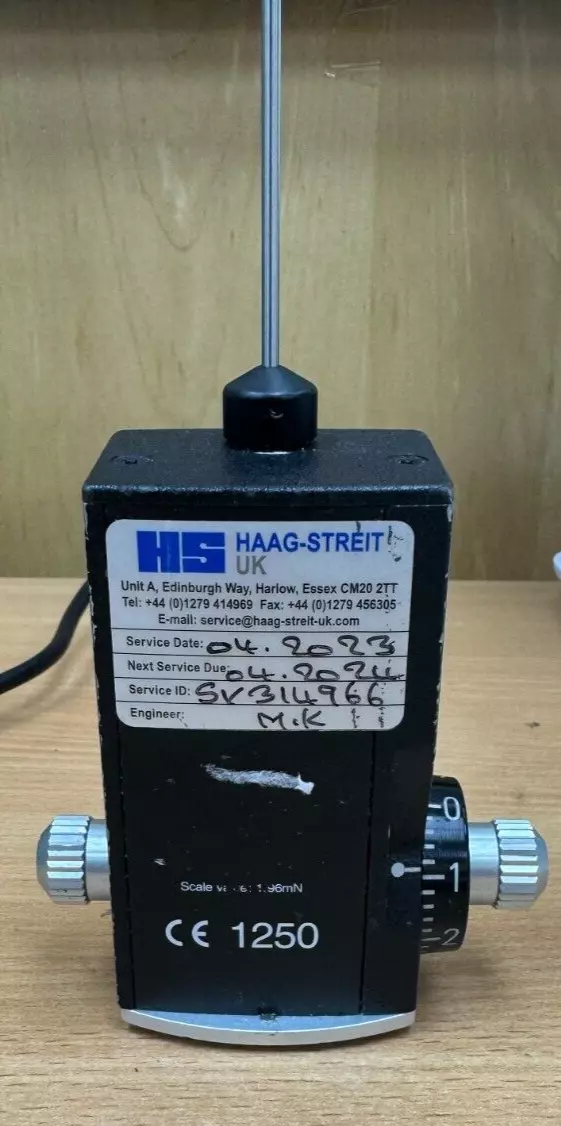 HS HAAG-STREIT
UK
Unit A, Edinburgh Way, Harlow, Essex CM20 2TT
Tel: +44 (0)1279 414969 Fax: +44 (0)1279 456305
E-mail: service@haag-streit-uk.com
Service Date: 04.2023
Next Service Due: 04.2024
Service ID: SV314966
Engineer: M.K
Scale 1.96mN
CE 1250
0
1
2